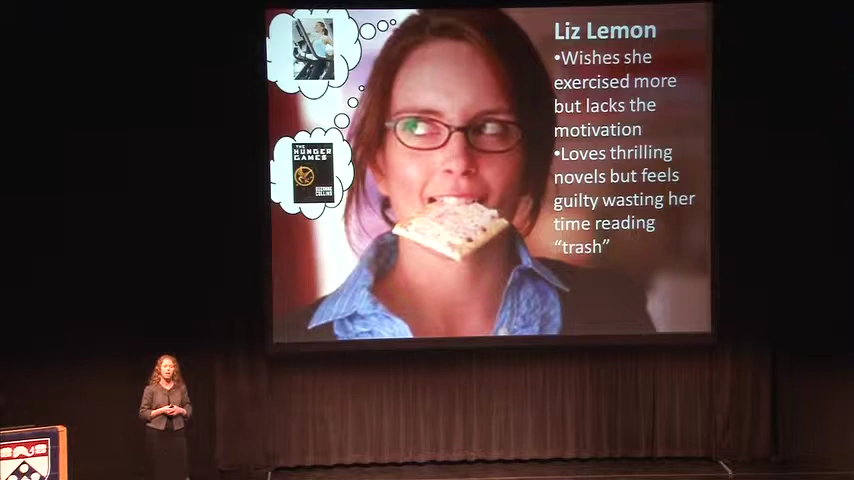 Liz Lemon
•Wishes she
exercised more
but lacks the
motivation
•Loves thrilling
novels but feels
guilty wasting her
time reading
“trash”
THE
HUNGER
GAMES
SUZANNE
COLLINS